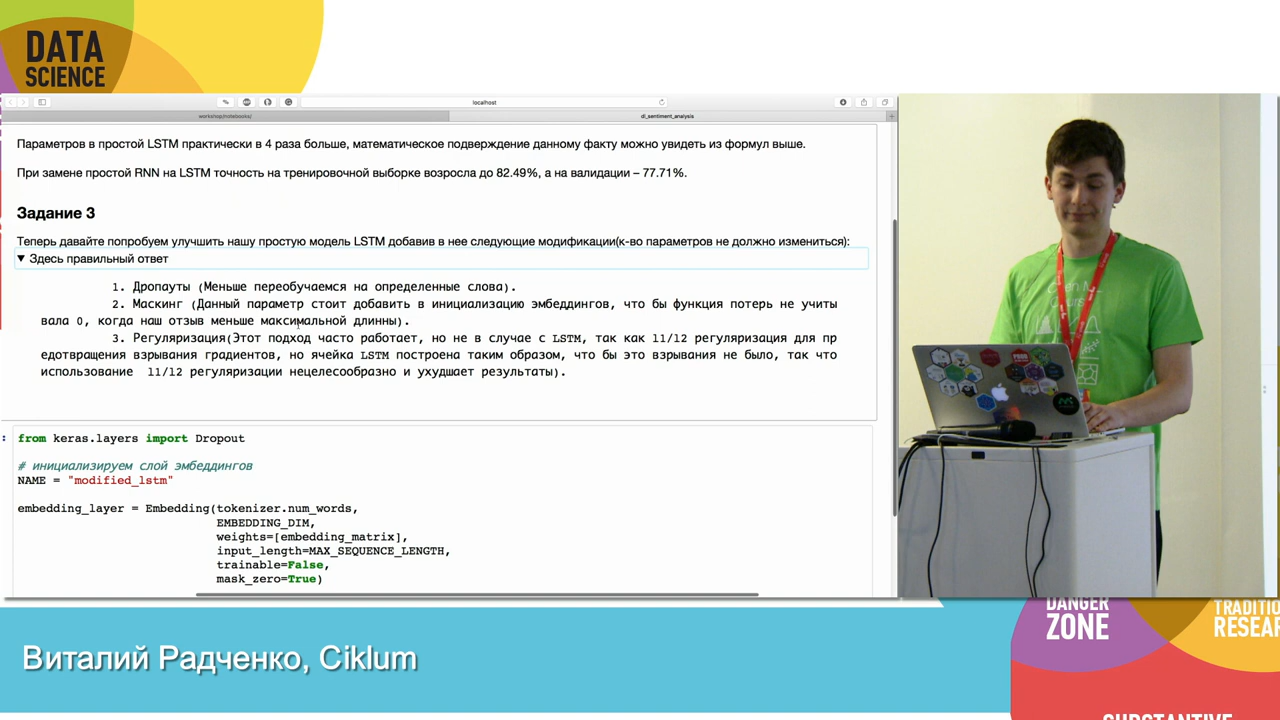 DATA
SCIENCE
localhost
workshop/notebooks/
dl_sentiment_analysis
Параметров в простой LSTM практически в 4 раза больше, математическое подверждение данному факту можно увидеть из формул выше.
При замене простой RNN на LSTM точность на тренировочной выборке возросла до 82.49%, а на валидации – 77.71%.
Задание 3
Теперь давайте попробуем улучшить нашу простую модель LSTM добавив в нее следующие модификации(к-во параметров не должно измениться):
▼ Здесь правильный ответ
1. Дропауты (Меньше переобучаемся на определенные слова).
2. Маскинг (Данный параметр стоит добавить в инициализацию эмбеддингов, что бы функция потерь не учиты
вала 0, когда наш отзыв меньше максимальной длинны).
3. Регуляризация(Этот подход часто работает, но не в случае с LSTM, так как l1/l2 регуляризация для пр
едотвращения взрывания градиентов, но ячейка LSTM построена таким образом, что бы это взрывания не было, так что
использование l1/l2 регуляризации нецелесообразно и ухудшает результаты).
from keras.layers import Dropout
# инициализируем слой эмбеддингов
NAME = "modified_lstm"
embedding_layer = Embedding(tokenizer.num_words,
EMBEDDING_DIM,
weights=[embedding_matrix],
input_length=MAX_SEQUENCE_LENGTH,
trainable=False,
mask_zero=True)
DANGER
ZONE
TRADITIO
RESEAR
Виталий Радченко, Ciklum
SUBSTANTIVE